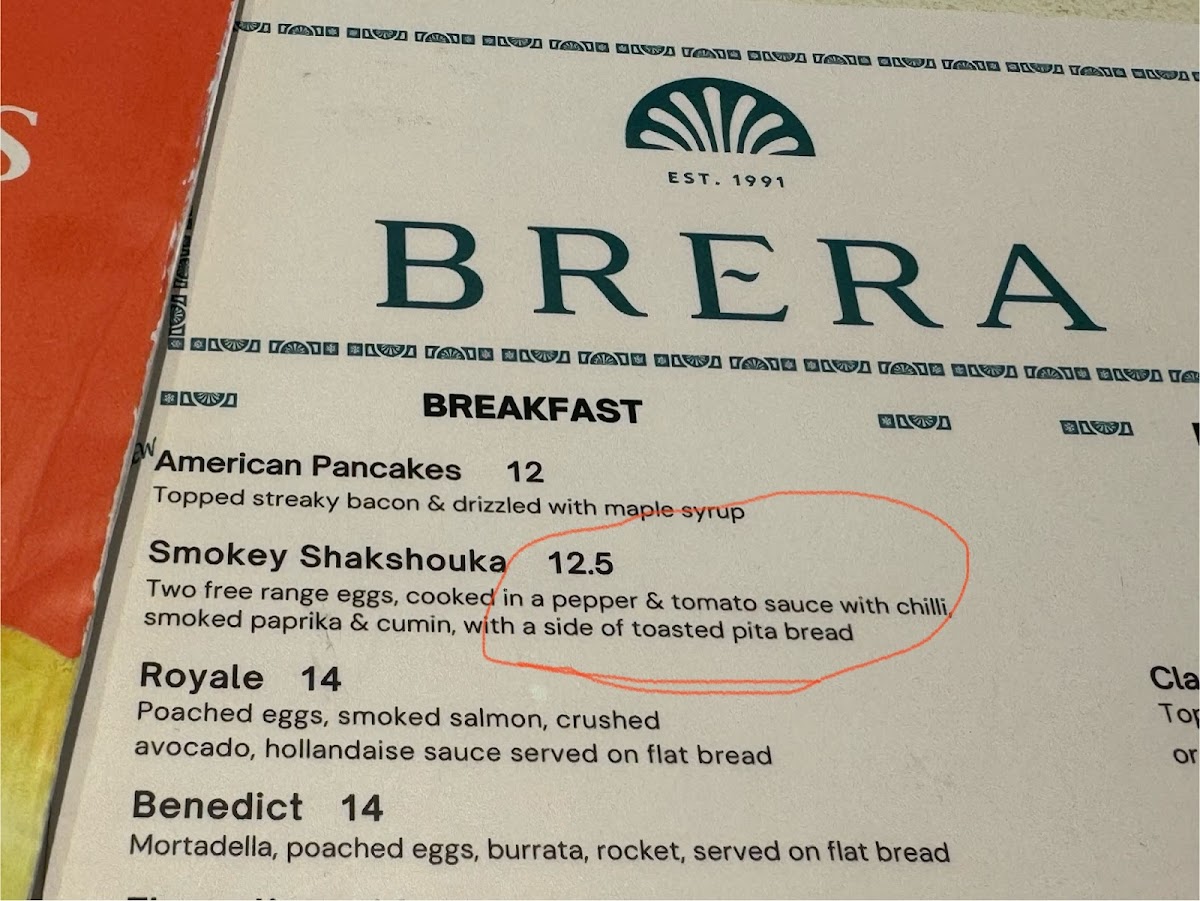 S
EST. 1991
BRERA
BREAKFAST
American Pancakes 12
Topped streaky bacon & drizzled with maple syrup
Smokey Shakshouka 12.5
Two free range eggs, cooked in a pepper & tomato sauce with chilli,
smoked paprika & cumin, with a side of toasted pita bread
Royale 14
Poached eggs, smoked salmon, crushed
avocado, hollandaise sauce served on flat bread
Benedict 14
Mortadella, poached eggs, burrata, rocket, served on flat bread
Cla
Top
or